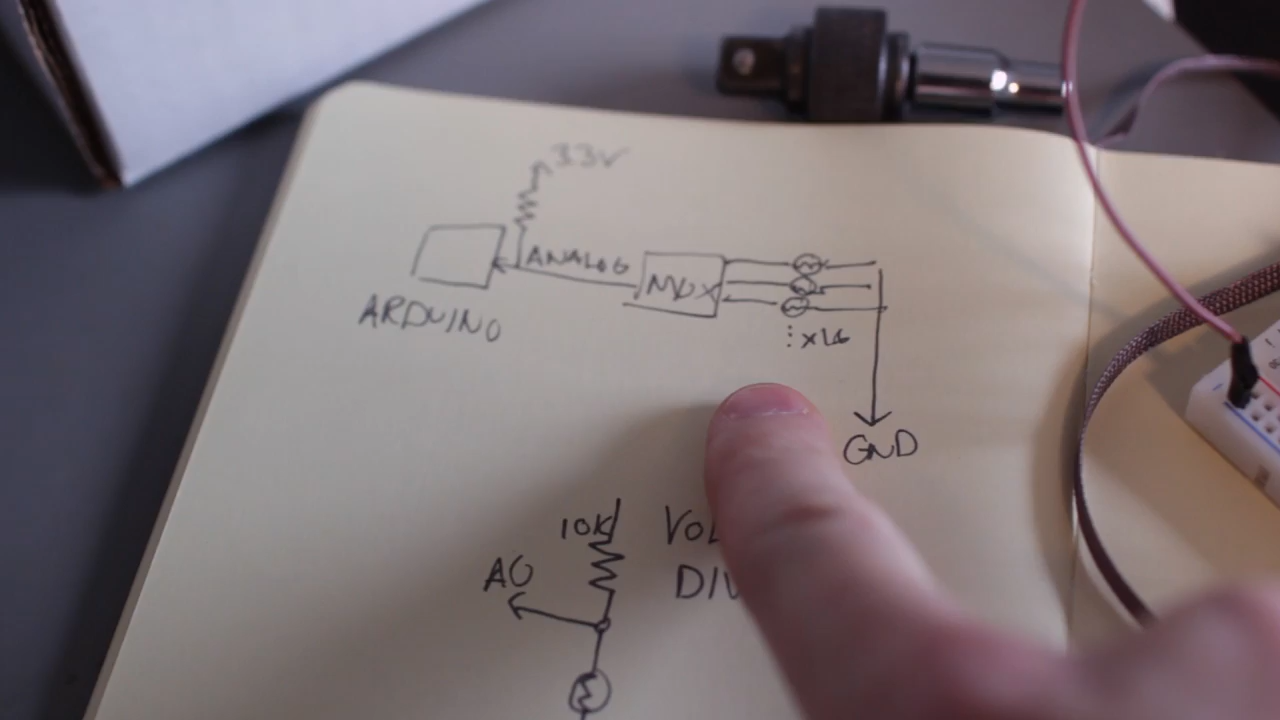 3.3V
ANALOG
MUX
ARDUINO
: x16
GND
10K
VOL
A0
DIV